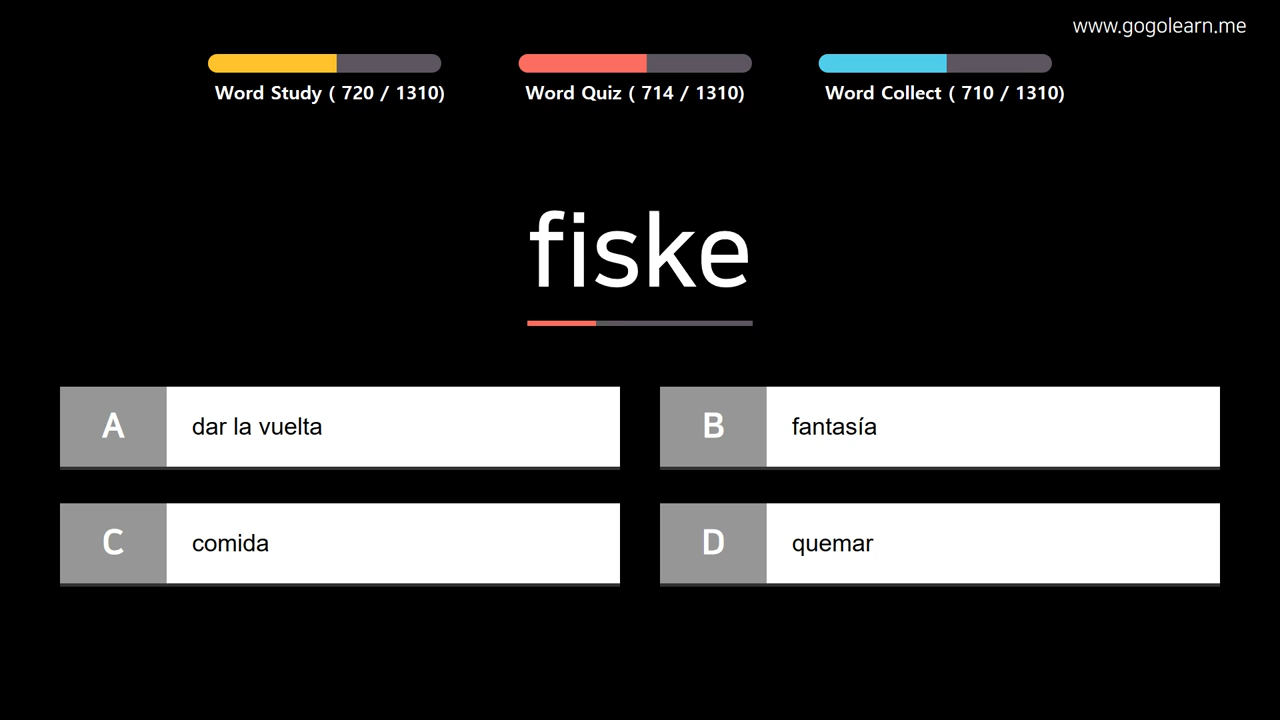 www.gogolearn.me
Word Study ( 720 / 1310)
Word Quiz ( 714 / 1310)
Word Collect ( 710 / 1310)
fiske
A
dar la vuelta
B
fantasía
C
comida
D
quemar